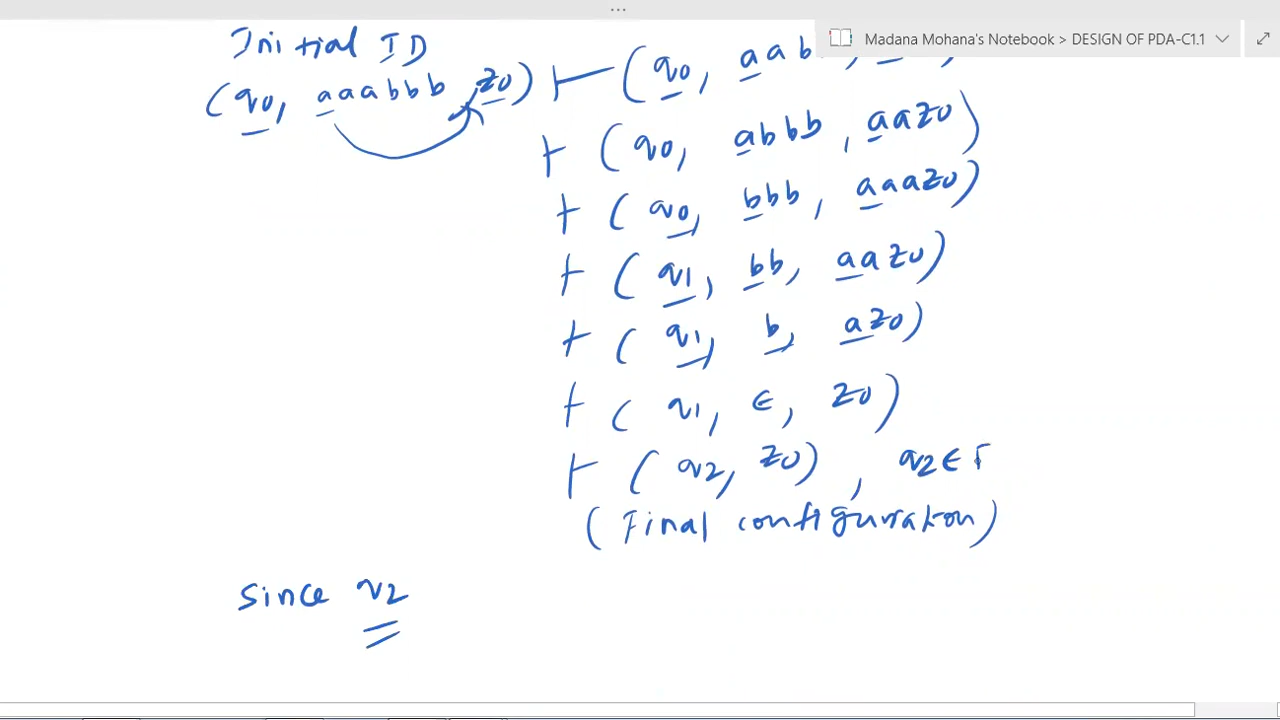 Madana Mohana's Notebook > DESIGN OF PDA-C1.1
Initial ID
(q0, aaabbb, z0) ⊢ (q0, aab
⊢ (q0, abbb, aaz0)
⊢ (q0, bbb, aaaz0)
⊢ (q1, bb, aaz0)
⊢ (q1, b, az0)
⊢ (q1, ∈, z0)
⊢ (q2, z0), q2 ∈ Γ
(Final configuration)
Since q2